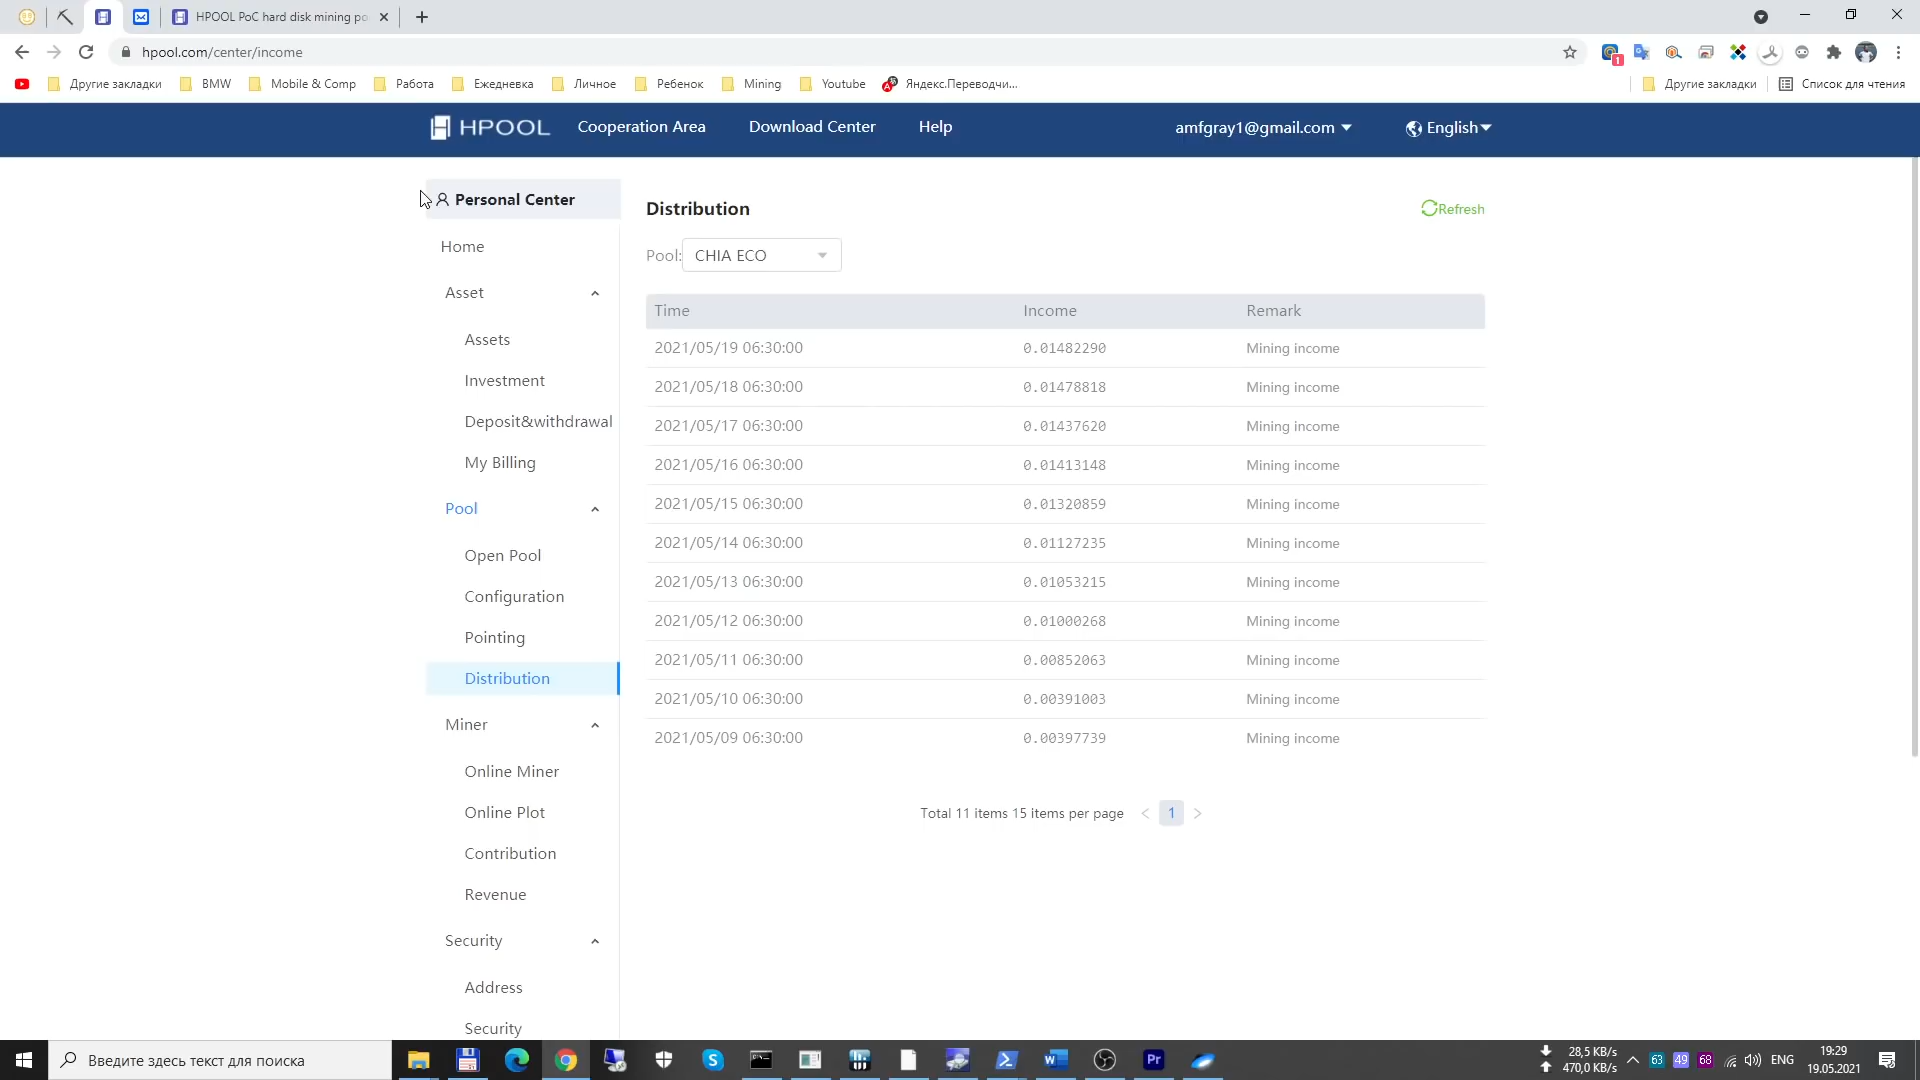 HPOOL PoC hard disk mining po
hpool.com/center/income
1
Другие закладки
BMW
Mobile & Comp
Работа
Ежедневка
Личное
Ребенок
Mining
Youtube
Яндекс.Переводчи...
Другие закладки
Список для чтения
HPOOL
Cooperation Area
Download Center
Help
amfgray1@gmail.com
English
Personal Center
Home
Asset
Assets
Investment
Deposit&withdrawal
My Billing
Pool
Open Pool
Configuration
Pointing
Distribution
Miner
Online Miner
Online Plot
Contribution
Revenue
Security
Address
Security
Distribution
Refresh
Pool: CHIA ECO
Time Income Remark
2021/05/19 06:30:00 0.01482290 Mining income
2021/05/18 06:30:00 0.01478818 Mining income
2021/05/17 06:30:00 0.01437620 Mining income
2021/05/16 06:30:00 0.01413148 Mining income
2021/05/15 06:30:00 0.01320859 Mining income
2021/05/14 06:30:00 0.01127235 Mining income
2021/05/13 06:30:00 0.01053215 Mining income
2021/05/12 06:30:00 0.01000268 Mining income
2021/05/11 06:30:00 0.00852063 Mining income
2021/05/10 06:30:00 0.00391003 Mining income
2021/05/09 06:30:00 0.00397739 Mining income
Total 11 items 15 items per page < 1 >
Введите здесь текст для поиска
28,5 KB/s
470,0 KB/s
63 49 68
ENG
19:29
19.05.2021